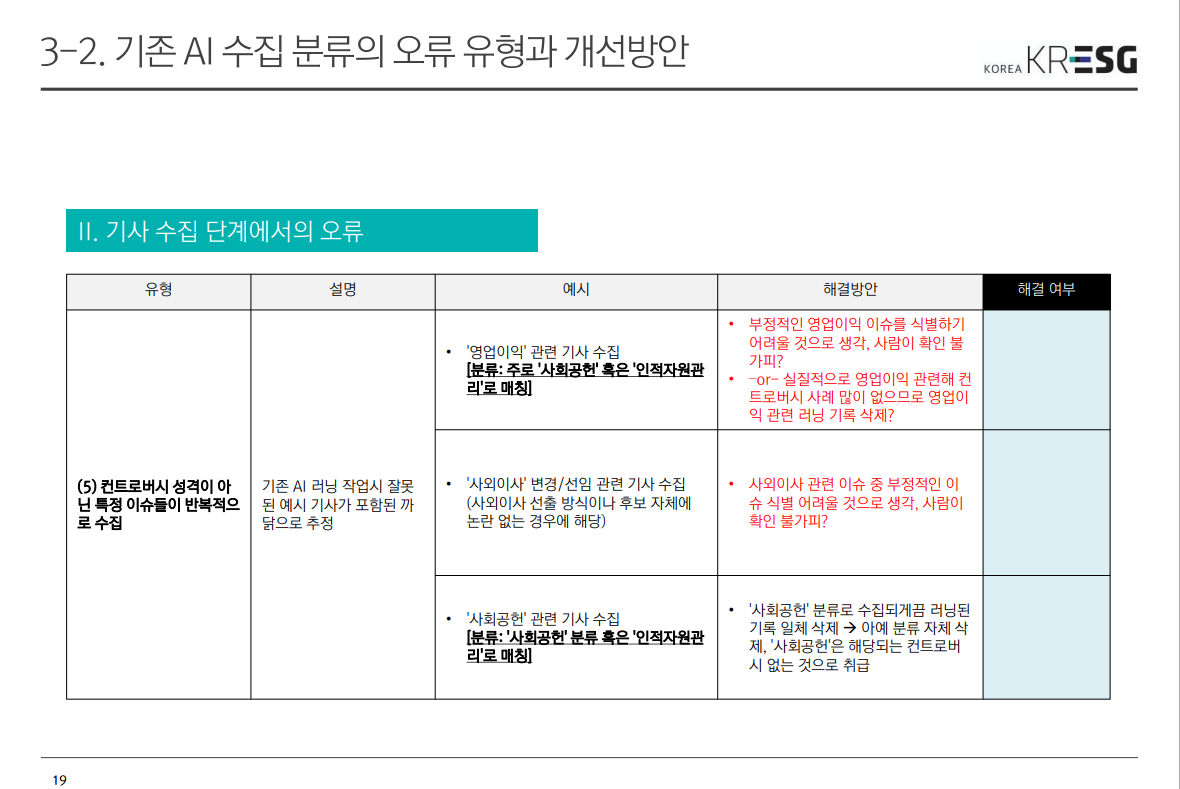 3-2. 기존 AI 수집 분류의 오류 유형과 개선방안
KOREA KRESG
II. 기사 수집 단계에서의 오류
유형
설명
예시
해결방안
해결 여부
(5) 컨트로버시 성격이 아
닌 특정 이슈들이 반복적으
로 수집
기존 AI 러닝 작업시 잘못
된 예시 기사가 포함된 까
닭으로 추정
• '영업이익' 관련 기사 수집
[분류: 주로 '사회공헌' 혹은 '인적자원관
리'로 매칭]
• 부정적인 영업이익 이슈를 식별하기
어려울 것으로 생각, 사람이 확인 불
가피?
• -or- 실질적으로 영업이익 관련해 컨
트로버시 사례 많이 없으므로 영업이
익 관련 러닝 기록 삭제?
• '사외이사' 변경/선임 관련 기사 수집
(사외이사 선출 방식이나 후보 자체에
논란 없는 경우에 해당)
• 사외이사 관련 이슈 중 부정적인 이
슈 식별 어려울 것으로 생각, 사람이
확인 불가피?
• '사회공헌' 관련 기사 수집
[분류: '사회공헌' 분류 혹은 '인적자원관
리'로 매칭]
• '사회공헌' 분류로 수집되게끔 러닝된
기록 일체 삭제 → 아예 분류 자체 삭
제, '사회공헌'은 해당되는 컨트로버
시 없는 것으로 취급
19